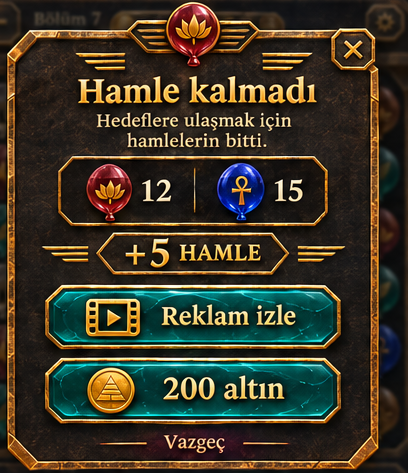 Bölüm 7
Hamle kalmadı
Hedeflere ulaşmak için
hamlelerin bitti.
12 15
+5 HAMLE
Reklam izle
200 altın
Vazgeç